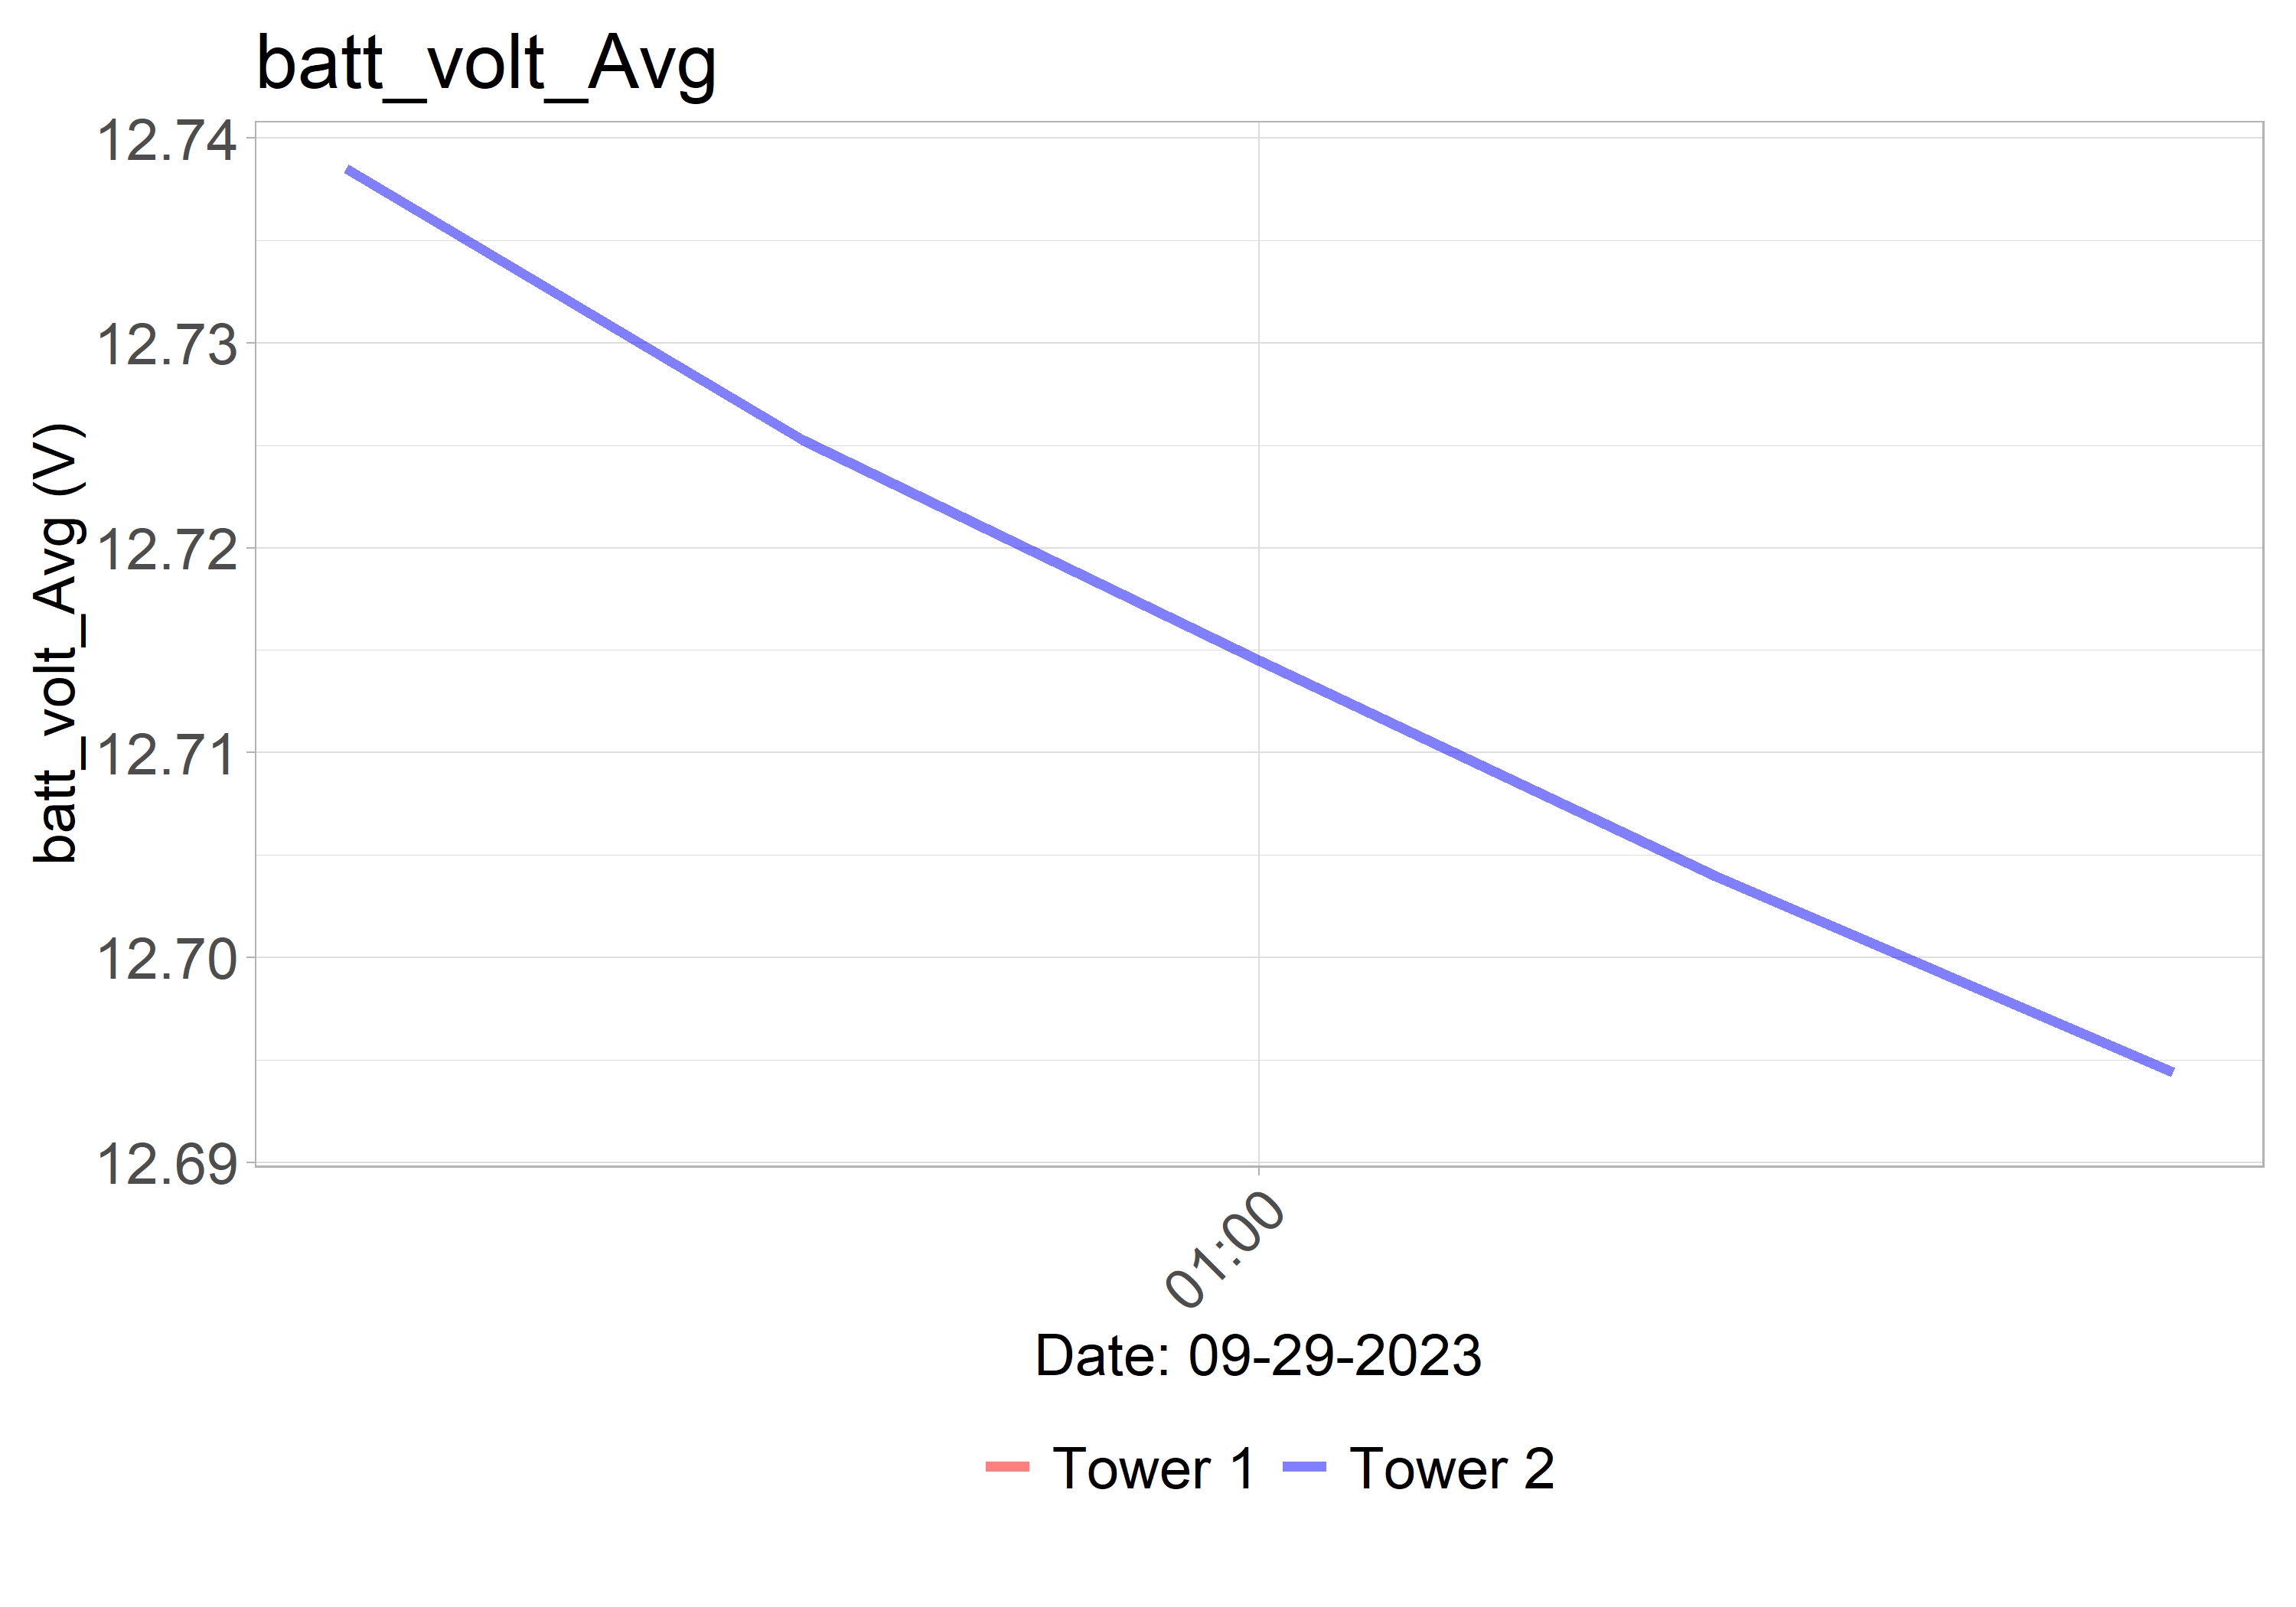 batt_volt_Avg
batt_volt_Avg (V)
12.74
12.73
12.72
12.71
12.70
12.69
01:00
Date: 09-29-2023
Tower 1 Tower 2